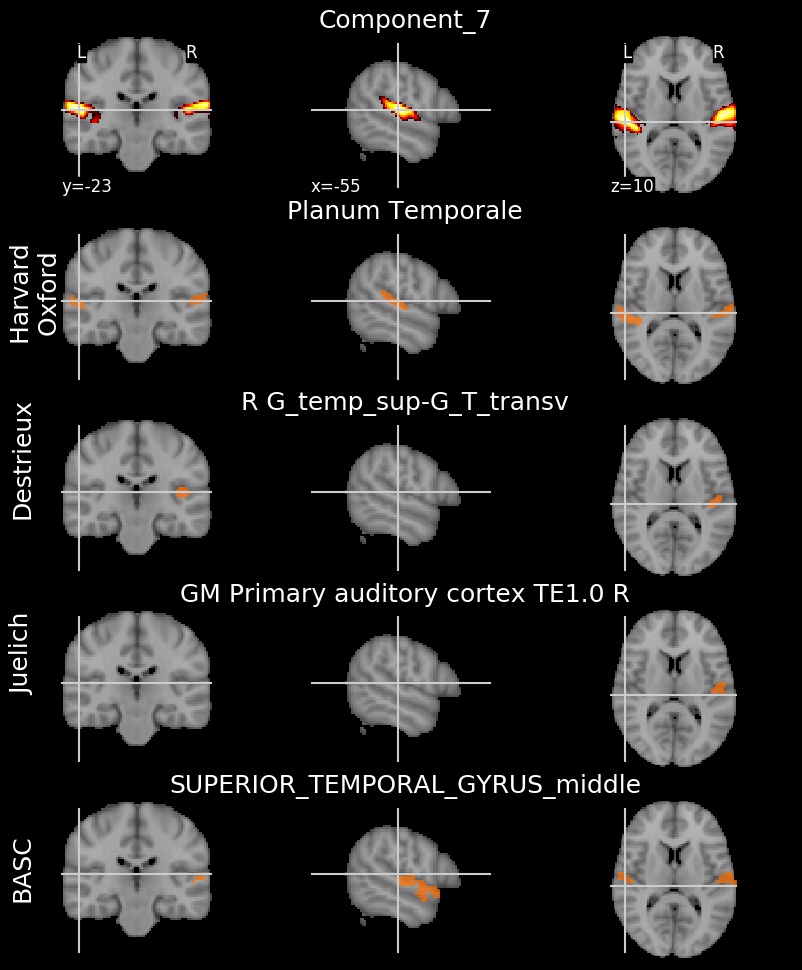 Component_7
L R L R
y=-23 x=-55 z=10
Planum Temporale
Harvard
Oxford
R G_temp_sup-G_T_transv
Destrieux
GM Primary auditory cortex TE1.0 R
Juelich
SUPERIOR_TEMPORAL_GYRUS_middle
BASC